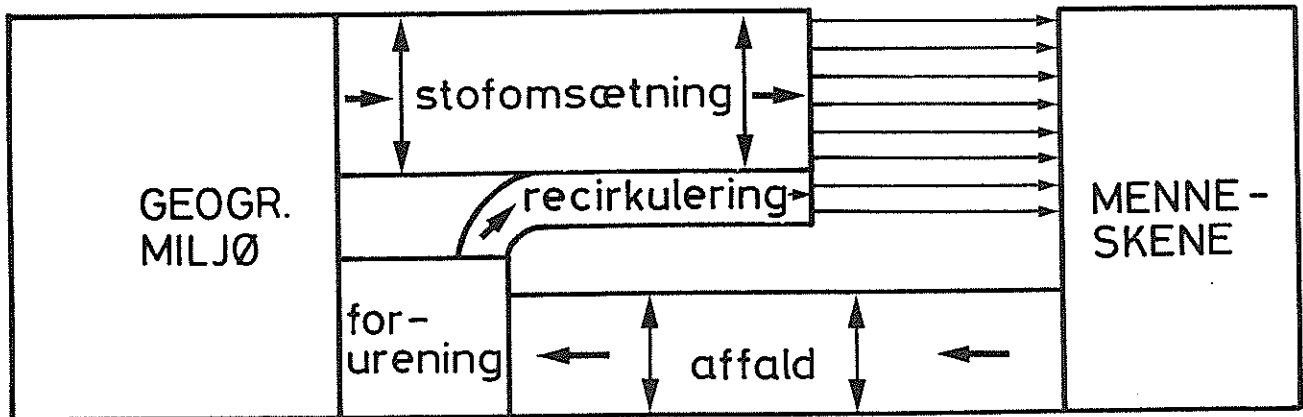 stofomsætning
GEOGR.
MILJØ
recirkulering
MENNE-
SKENE
for-
urening
affald